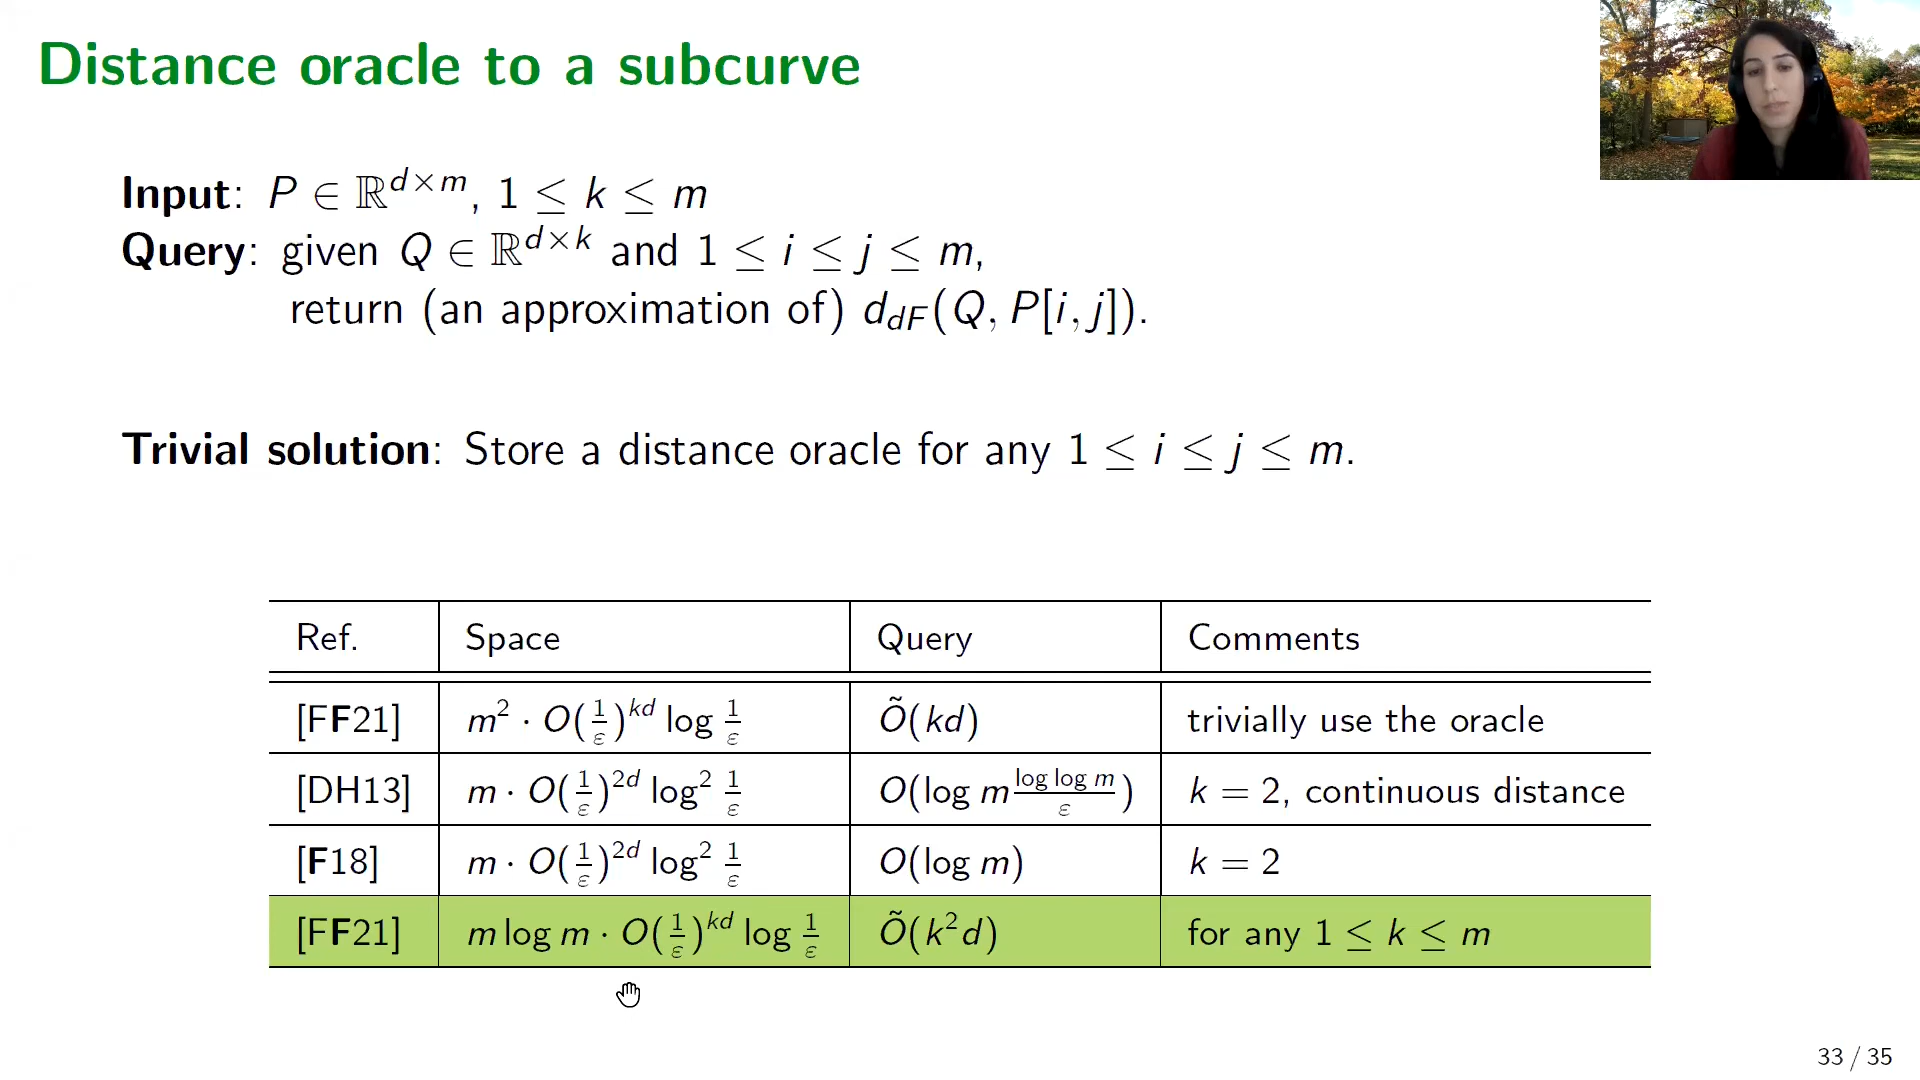 Distance oracle to a subcurve
Input: P ∈ ℝ^{d×m}, 1 ≤ k ≤ m
Query: given Q ∈ ℝ^{d×k} and 1 ≤ i ≤ j ≤ m,
return (an approximation of) d_{dF}(Q, P[i, j]).
Trivial solution: Store a distance oracle for any 1 ≤ i ≤ j ≤ m.
Ref. Space Query Comments
[FF21] m² · O(1/ε)^{kd} log 1/ε Õ(kd) trivially use the oracle
[DH13] m · O(1/ε)^{2d} log² 1/ε O(log m (log log m)/ε) k = 2, continuous distance
[F18] m · O(1/ε)^{2d} log² 1/ε O(log m) k = 2
[FF21] m log m · O(1/ε)^{kd} log 1/ε Õ(k²d) for any 1 ≤ k ≤ m
33 / 35